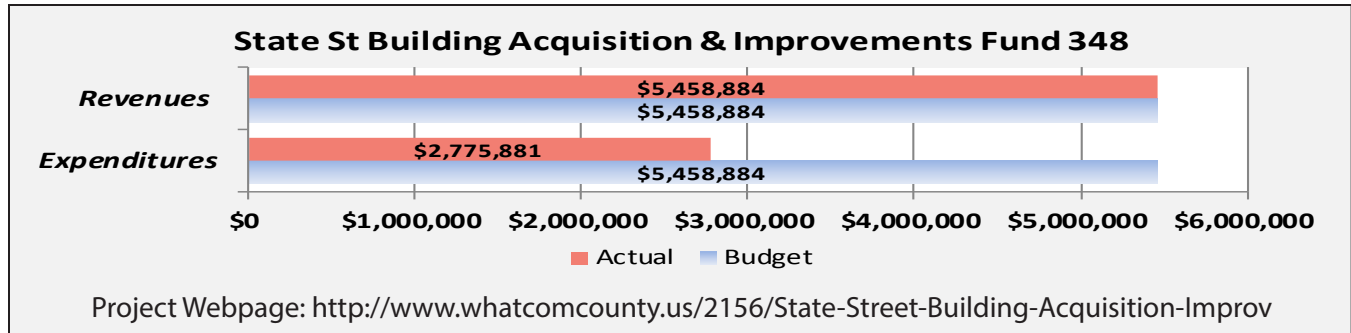 State St Building Acquisition & Improvements Fund 348
Revenues
$5,458,884
$5,458,884
Expenditures
$2,775,881
$5,458,884
$0 $1,000,000 $2,000,000 $3,000,000 $4,000,000 $5,000,000 $6,000,000
Actual Budget
Project Webpage: http://www.whatcomcounty.us/2156/State-Street-Building-Acquisition-Improv